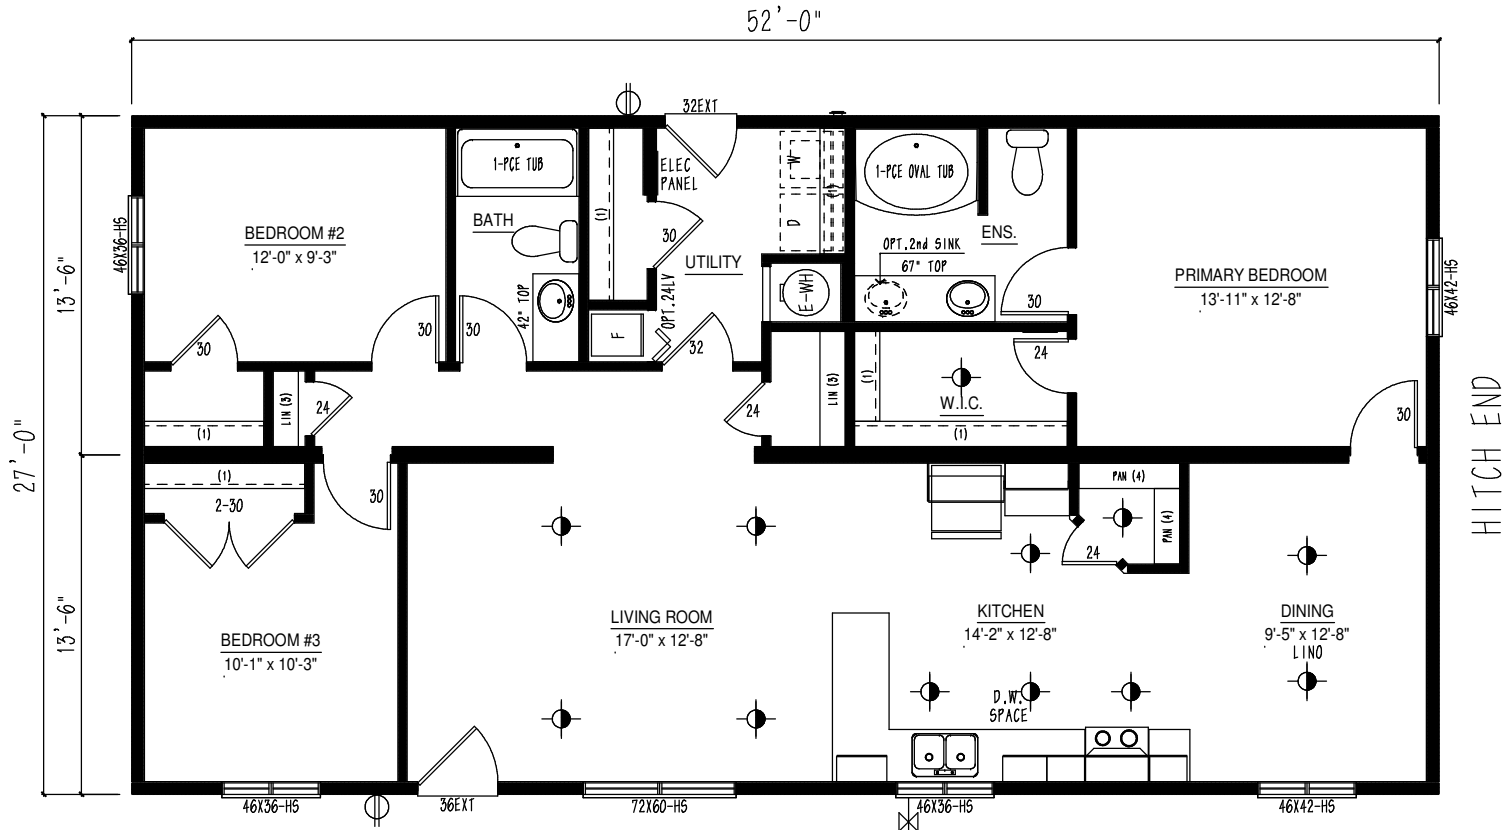 52'-0"
32EXT
ELEC
PANEL
W
D
(1)
(1)
1-PCE TUB
1-PCE OVAL TUB
BATH
ENS.
BEDROOM #2
12'-0" x 9'-3"
46X36-HS
13'-6"
30
UTILITY
OPT.2nd SINK
67" TOP
PRIMARY BEDROOM
13'-11" x 12'-8"
46X42-HS
E-WH
OPT.24LV
42" TOP
F
30
30
30
32
30
24
W.I.C.
(1)
(1)
LIN (3)
24
LIN (3)
24
(1)
30
HITCH END
27'-0"
(1)
2-30
30
PAN (4)
PAN (4)
24
13'-6"
BEDROOM #3
10'-1" x 10'-3"
LIVING ROOM
17'-0" x 12'-8"
KITCHEN
14'-2" x 12'-8"
DINING
9'-5" x 12'-8"
LINO
D.W.
SPACE
46X36-HS
36EXT
72X60-HS
46X36-HS
46X42-HS